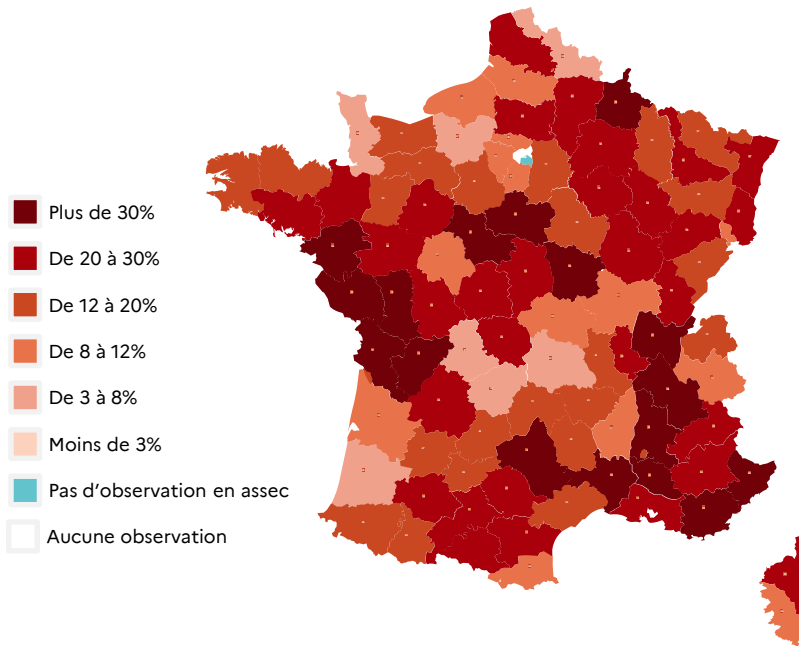 Plus de 30%
De 20 à 30%
De 12 à 20%
De 8 à 12%
De 3 à 8%
Moins de 3%
Pas d’observation en assec
Aucune observation